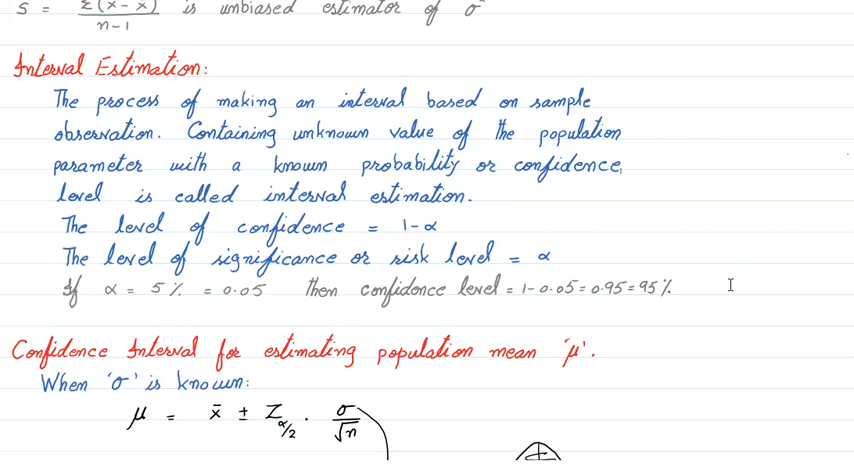 S = Σ(x - x̄) / n-1 is unbiased estimator of σ
Interval Estimation:
The process of making an interval based on sample
observation. Containing unknown value of the population
parameter with a known probability or confidence,
level is called interval estimation.
The level of confidence = 1-α
The level of significance or risk level = α
If α = 5% = 0.05 then confidence level = 1-0.05 = 0.95 = 95%
Confidence Interval for estimating population mean 'μ'.
When 'σ' is known:
μ = x̄ ± Z α/2 . σ/√n